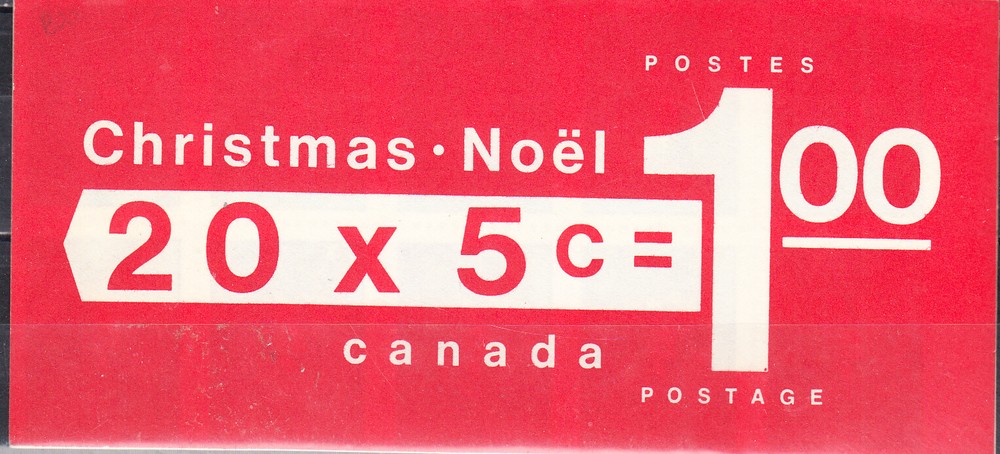 POSTES
Christmas · Noël
20 x 5c = 1.00
canada
POSTAGE